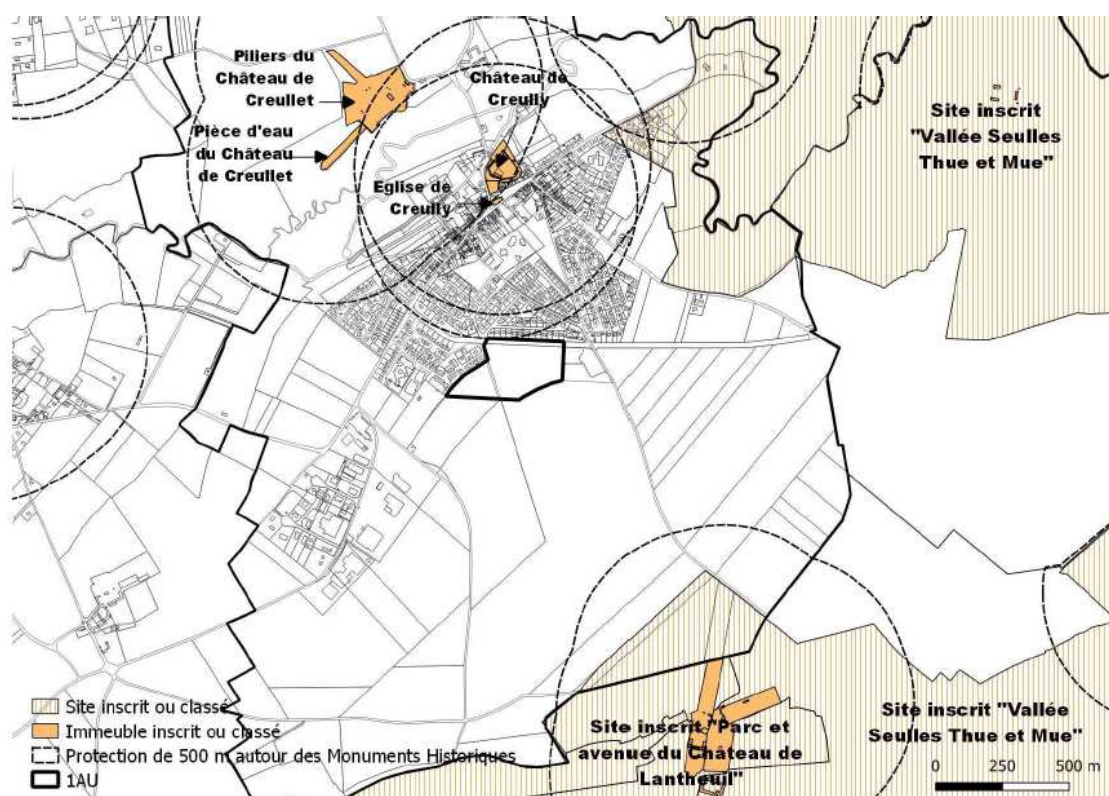 Piliers du
Château de
Creullet
Château de
Creully
Pièce d'eau
du Château
de Creullet
Eglise de
Creully
Site inscrit
"Vallée Seulles
Thue et Mue"
Site inscrit ou classé
Immeuble inscrit ou classé
Protection de 500 m autour des Monuments Historiques
1AU
Site inscrit "Parc et
avenue du Château de
Lantheuil"
Site inscrit "Vallée
Seulles Thue et Mue"
0 250 500 m